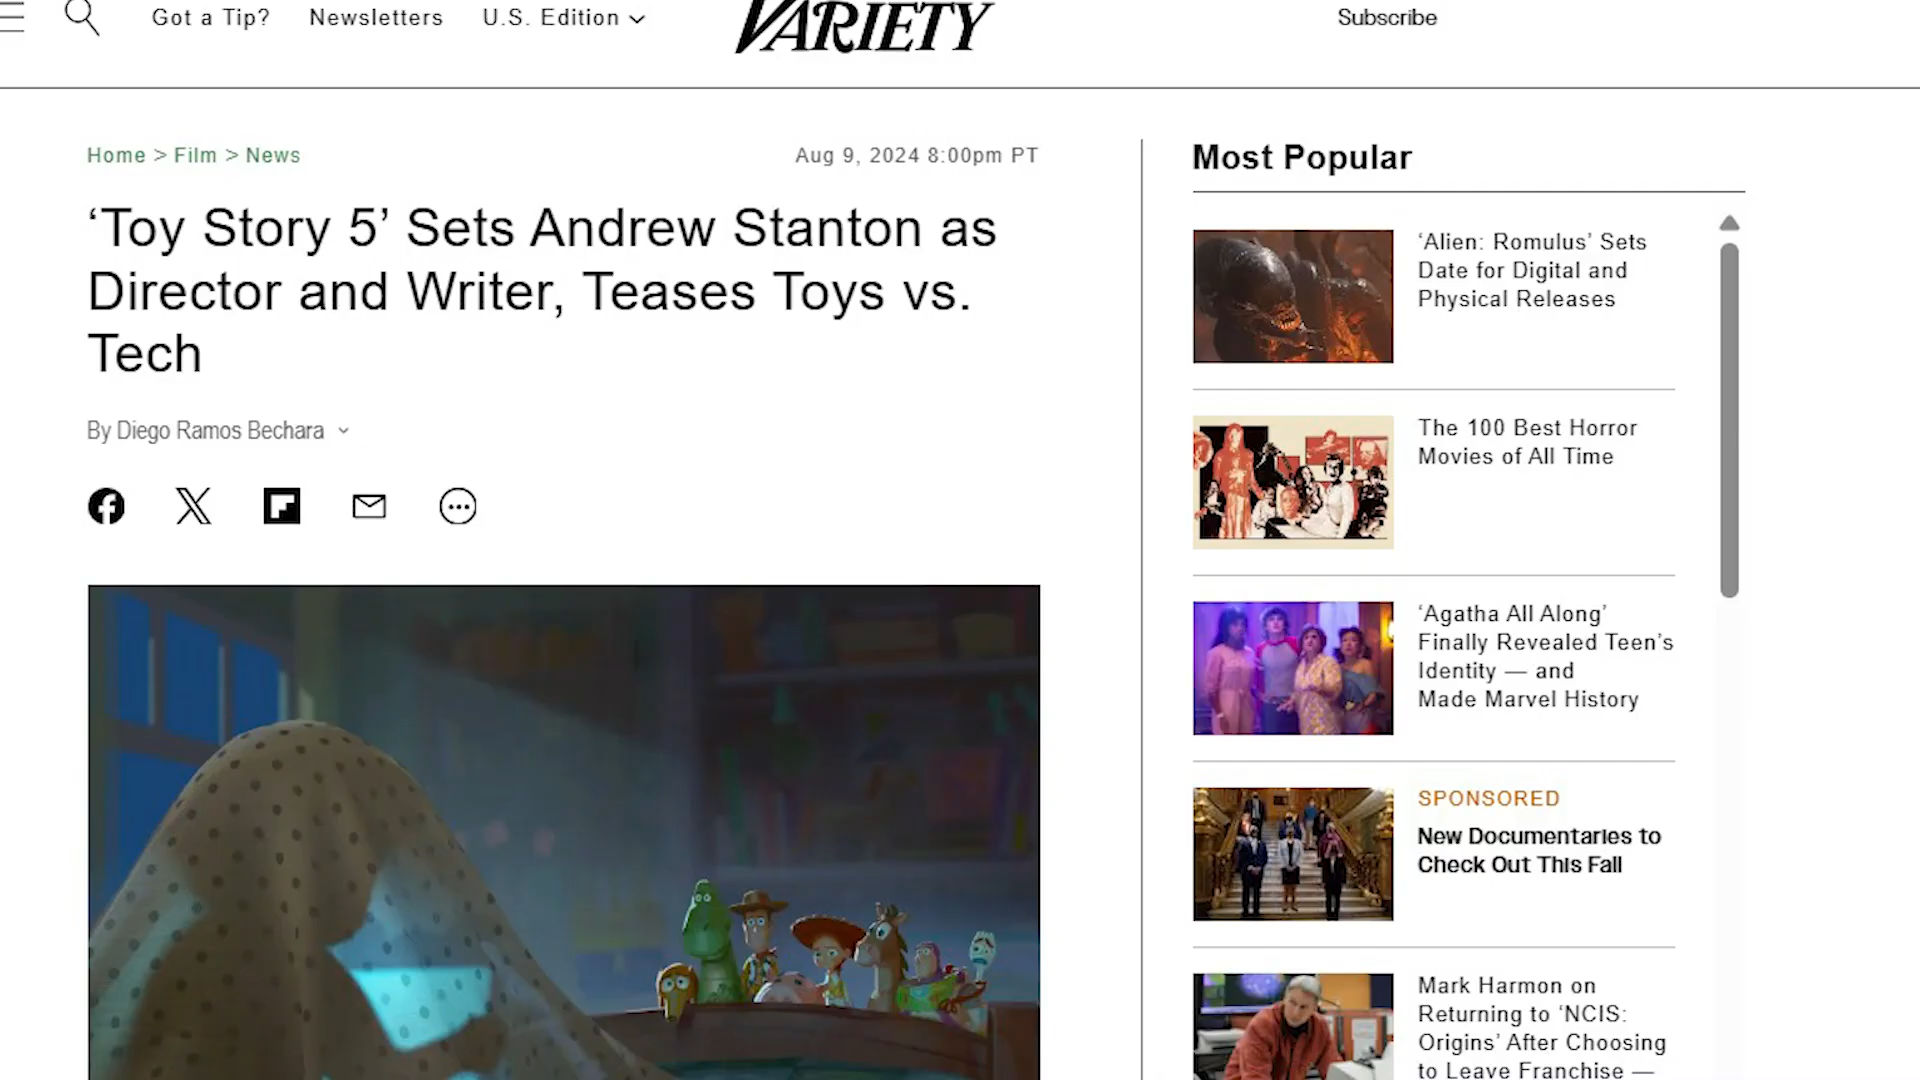 Got a Tip?
Newsletters
U.S. Edition
VARIETY
Subscribe
Home > Film > News
Aug 9, 2024 8:00pm PT
‘Toy Story 5’ Sets Andrew Stanton as
Director and Writer, Teases Toys vs.
Tech
By Diego Ramos Bechara
Most Popular
‘Alien: Romulus’ Sets
Date for Digital and
Physical Releases
The 100 Best Horror
Movies of All Time
‘Agatha All Along’
Finally Revealed Teen’s
Identity — and
Made Marvel History
SPONSORED
New Documentaries to
Check Out This Fall
Mark Harmon on
Returning to ‘NCIS:
Origins’ After Choosing
to Leave Franchise —